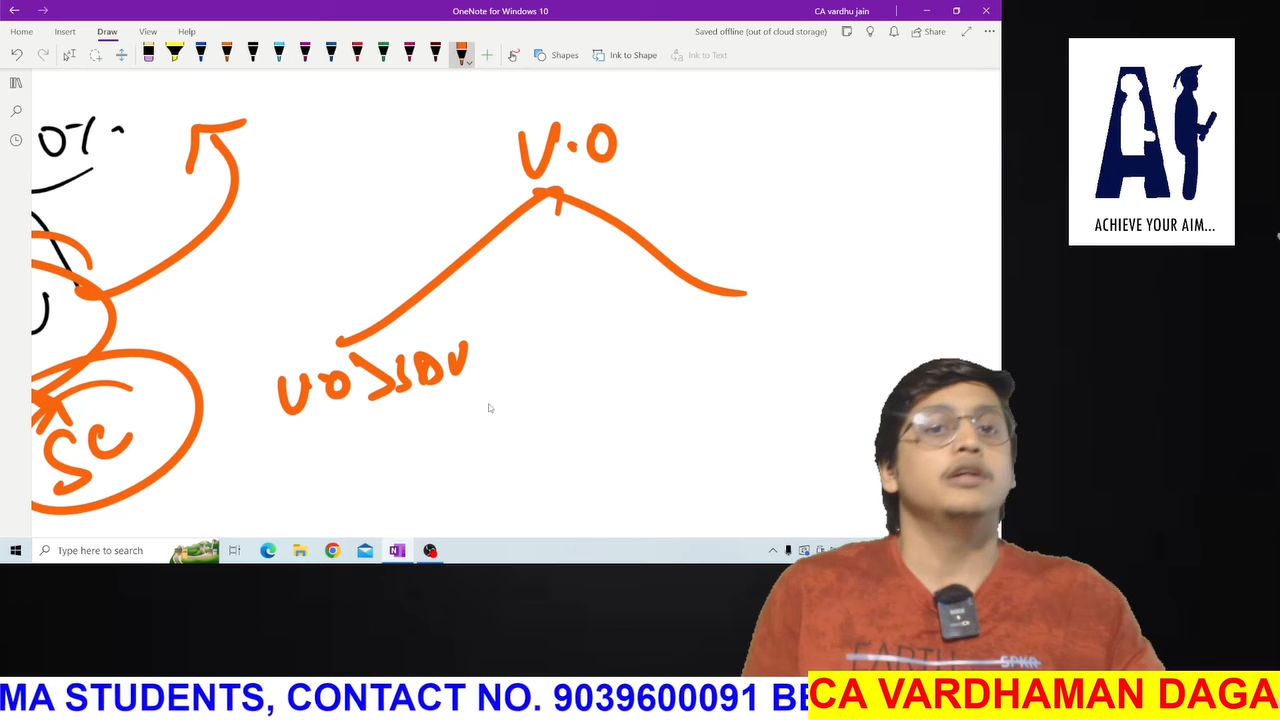 OneNote for Windows 10
CA vardhu jain
Home Insert Draw View Help
Saved offline (out of cloud storage)
Share
Shapes
Ink to Shape
Ink to Text
0%
V.O
SC
Type here to search
ACHIEVE YOUR AIM...
EARTH
SPKR
MA STUDENTS, CONTACT NO. 9039600091 BE
CA VARDHAMAN DAGA